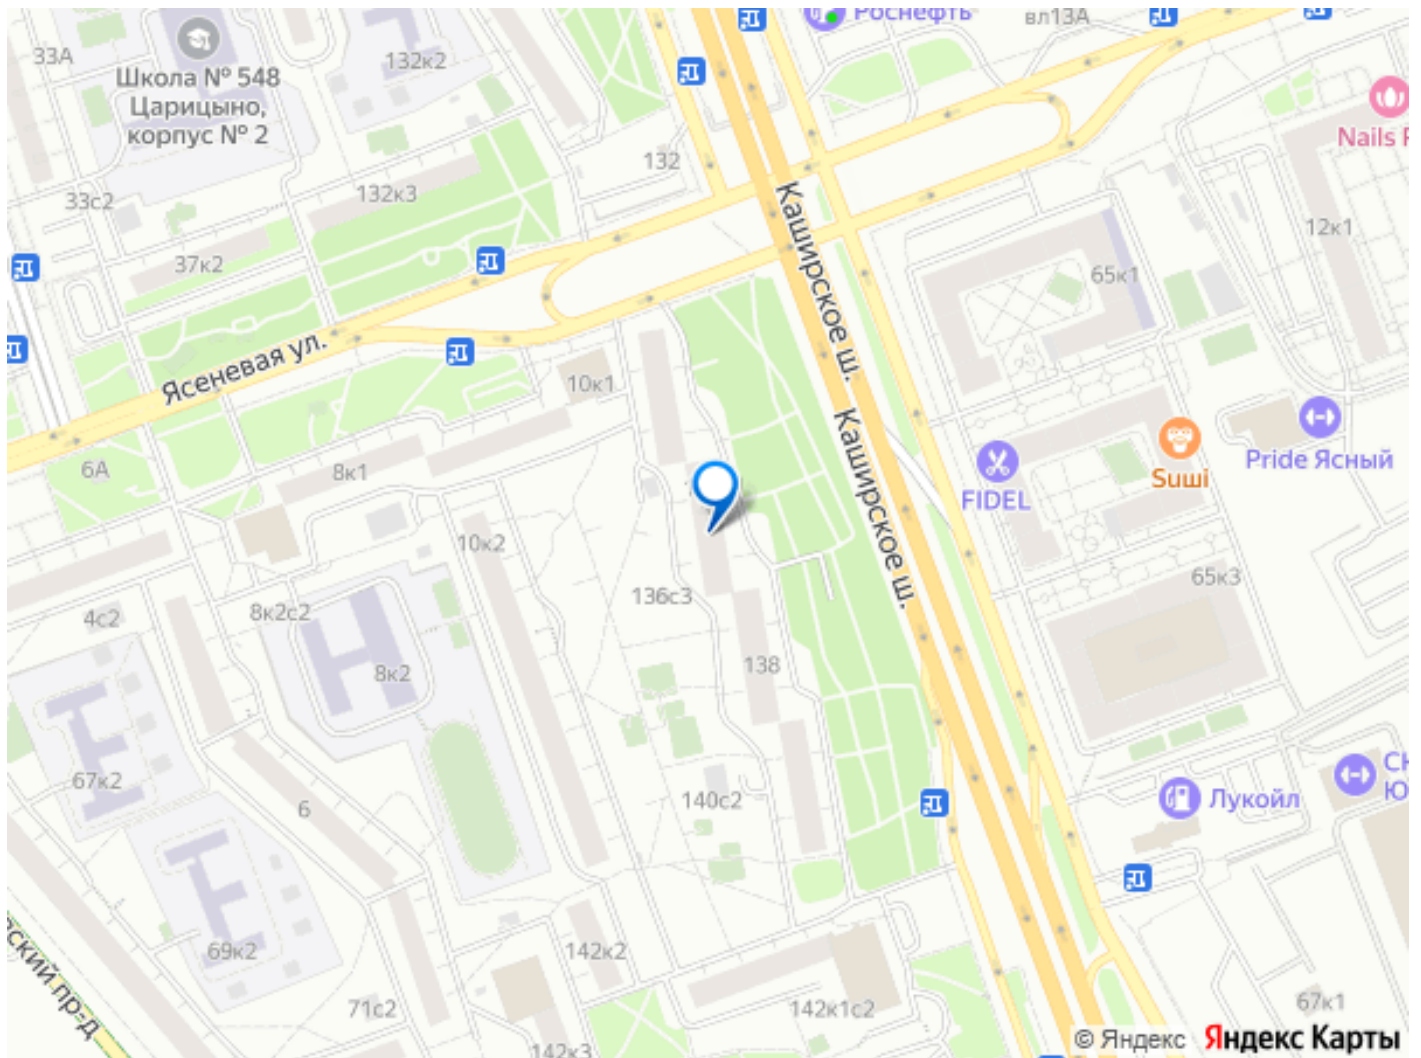 Роснефть
вл13А
33А
132к2
Школа № 548
Царицыно,
корпус № 2
Nails
132
132к3
33с2
12к1
37к2
65к1
Каширское ш.
Ясеневая ул.
10к1
Каширское ш.
Suшi
Pride Ясный
6А
8к1
FIDEL
10к2
65к3
136с3
4с2
8к2с2
138
8к2
67к2
6
140с2
Лукойл
69к2
142к2
71с2
142к1с2
67к1
пр-д
142к3
© Яндекс
Яндекс Карты